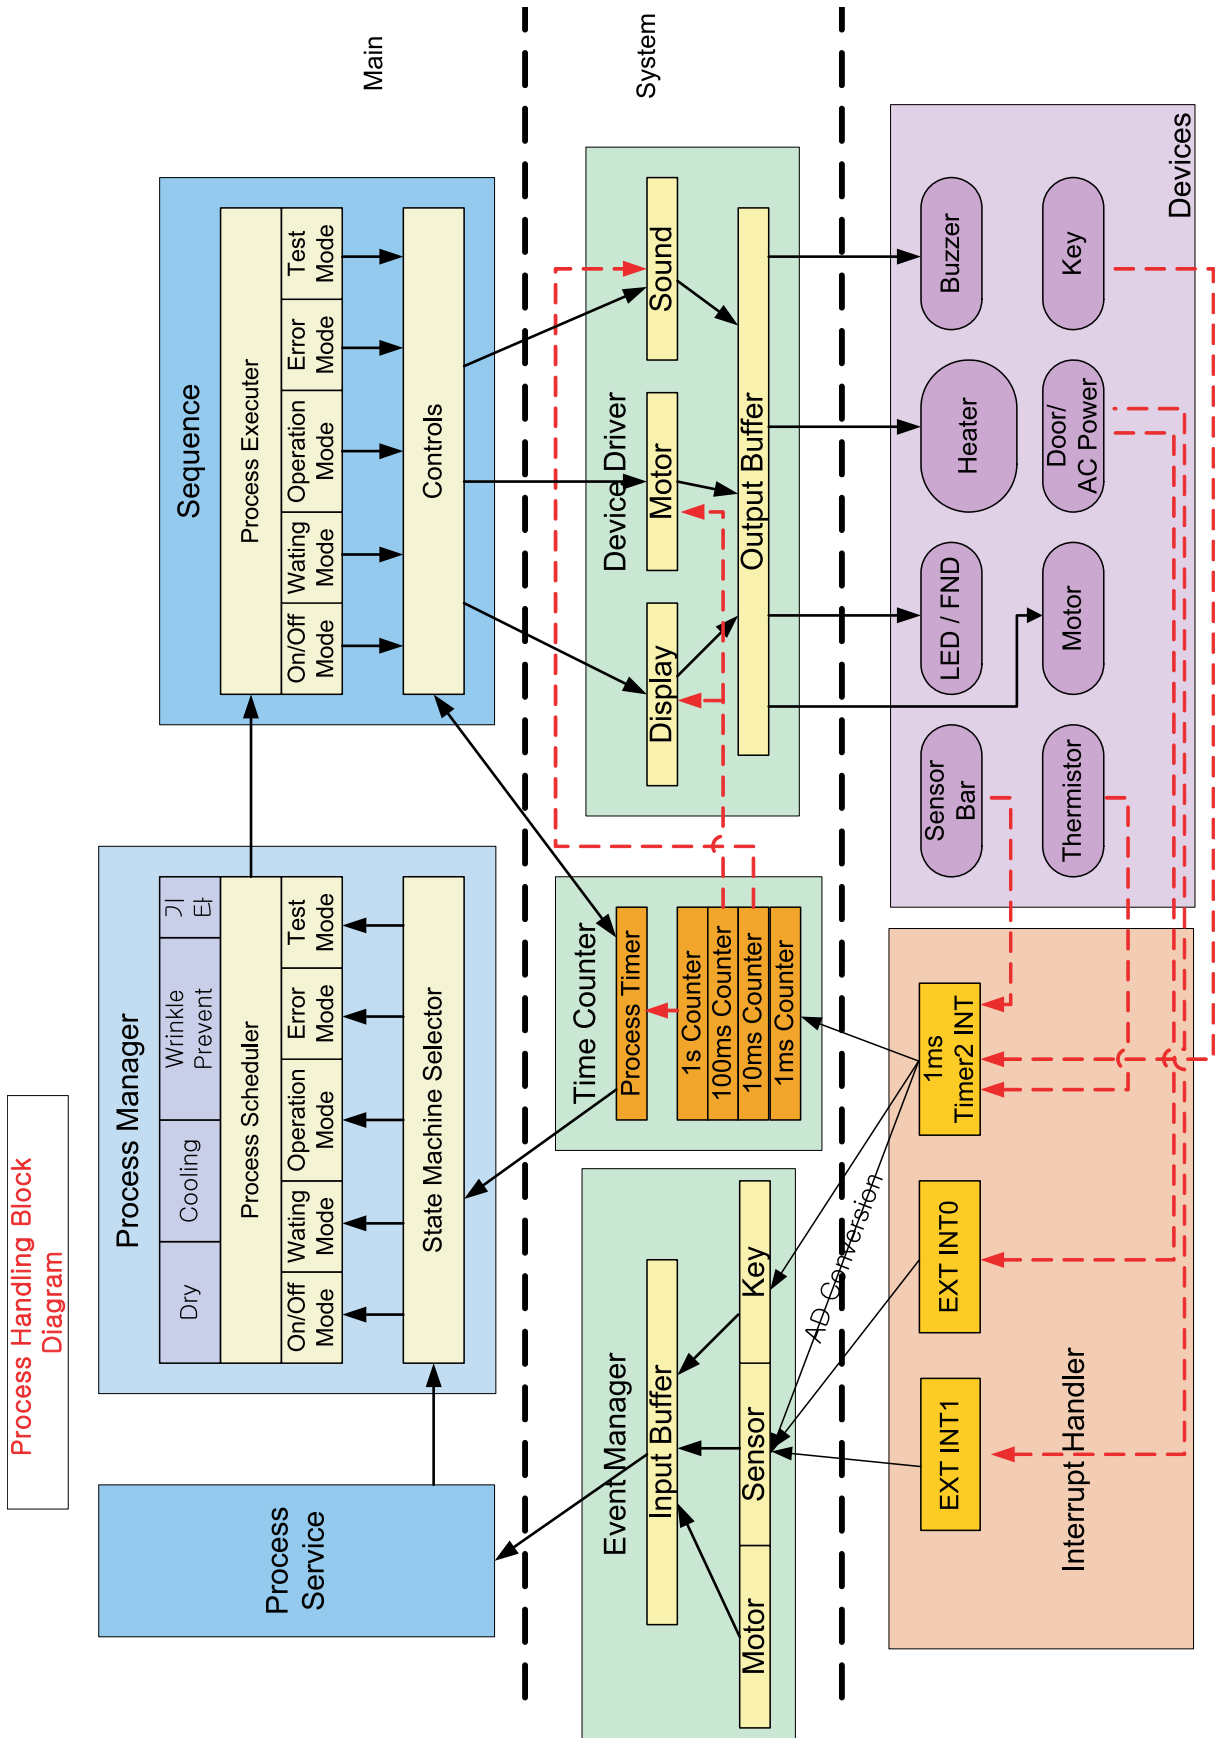 Process Handling Block
Diagram
Main
System
Process
Service
Process Manager
Dry
Cooling
Wrinkle
Prevent
기
타
Process Scheduler
On/Off
Mode
Wating
Mode
Operation
Mode
Error
Mode
Test
Mode
State Machine Selector
Sequence
Process Executer
On/Off
Mode
Wating
Mode
Operation
Mode
Error
Mode
Test
Mode
Controls
Event Manager
Input Buffer
Motor
Sensor
Key
Time Counter
Process Timer
1s Counter
100ms Counter
10ms Counter
1ms Counter
Device Driver
Display
Motor
Sound
Output Buffer
AD Conversion
EXT INT1
EXT INT0
1ms
Timer2 INT
Interrupt Handler
Sensor
Bar
LED / FND
Heater
Buzzer
Thermistor
Motor
Door/
AC Power
Key
Devices